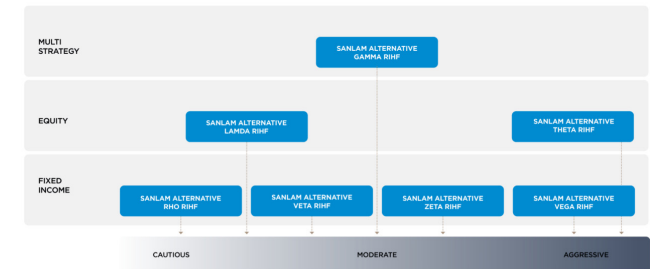 MULTI
STRATEGY
SANLAM ALTERNATIVE
GAMMA RIHF
EQUITY
SANLAM ALTERNATIVE
LAMDA RIHF
SANLAM ALTERNATIVE
THETA RIHF
FIXED
INCOME
SANLAM ALTERNATIVE
RHO RIHF
SANLAM ALTERNATIVE
VETA RIHF
SANLAM ALTERNATIVE
ZETA RIHF
SANLAM ALTERNATIVE
VEGA RIHF
CAUTIOUS
MODERATE
AGGRESSIVE